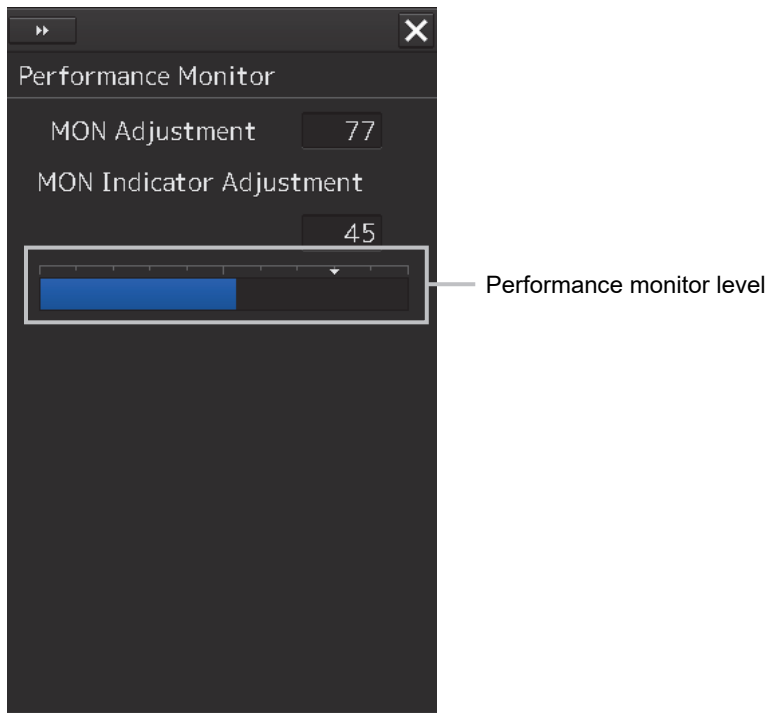 Performance Monitor
MON Adjustment 77
MON Indicator Adjustment
45
Performance monitor level